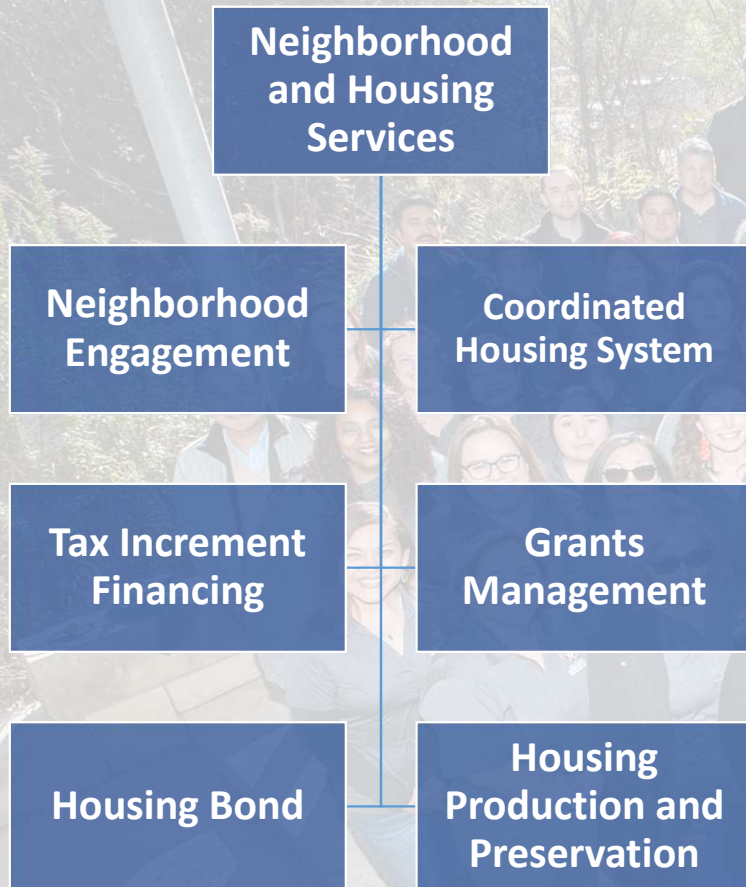 Neighborhood
and Housing
Services
Neighborhood
Engagement
Coordinated
Housing System
Tax Increment
Financing
Grants
Management
Housing Bond
Housing
Production and
Preservation